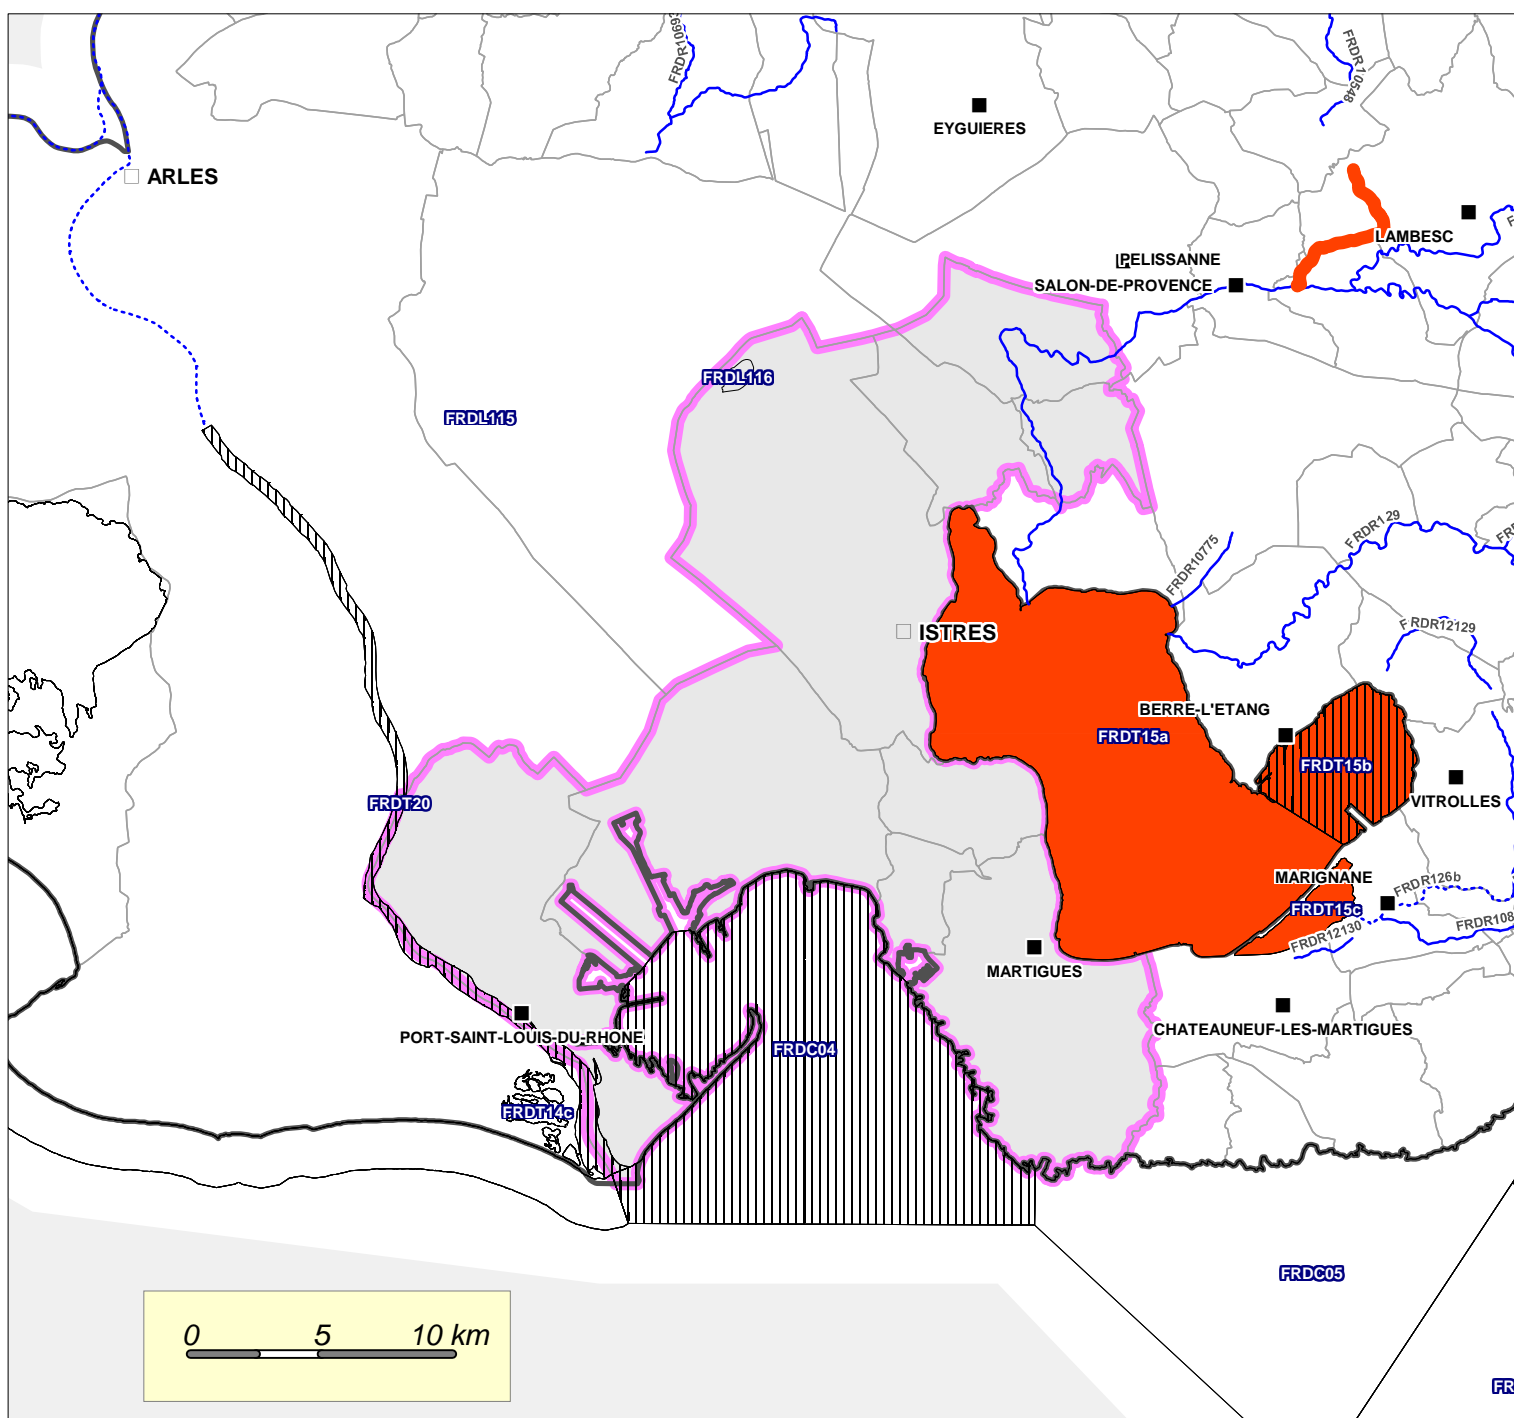 FRDR10548
EYGUIERES
ARLES
LAMBESC
PELISSANNE
SALON-DE-PROVENCE
FRDL116
FRDL115
FRDR129
FRDR10775
ISTRES
FRDR12129
BERRE-L'ETANG
FRDT15a
FRDT15b
VITROLLES
FRDT20
MARIGNANE
FRDR126b
FRDT15c
FRDR108
FRDR12130
MARTIGUES
CHATEAUNEUF-LES-MARTIGUES
PORT-SAINT-LOUIS-DU-RHONE
FRDC04
FRDT14c
FRDC05
0 5 10 km
FR